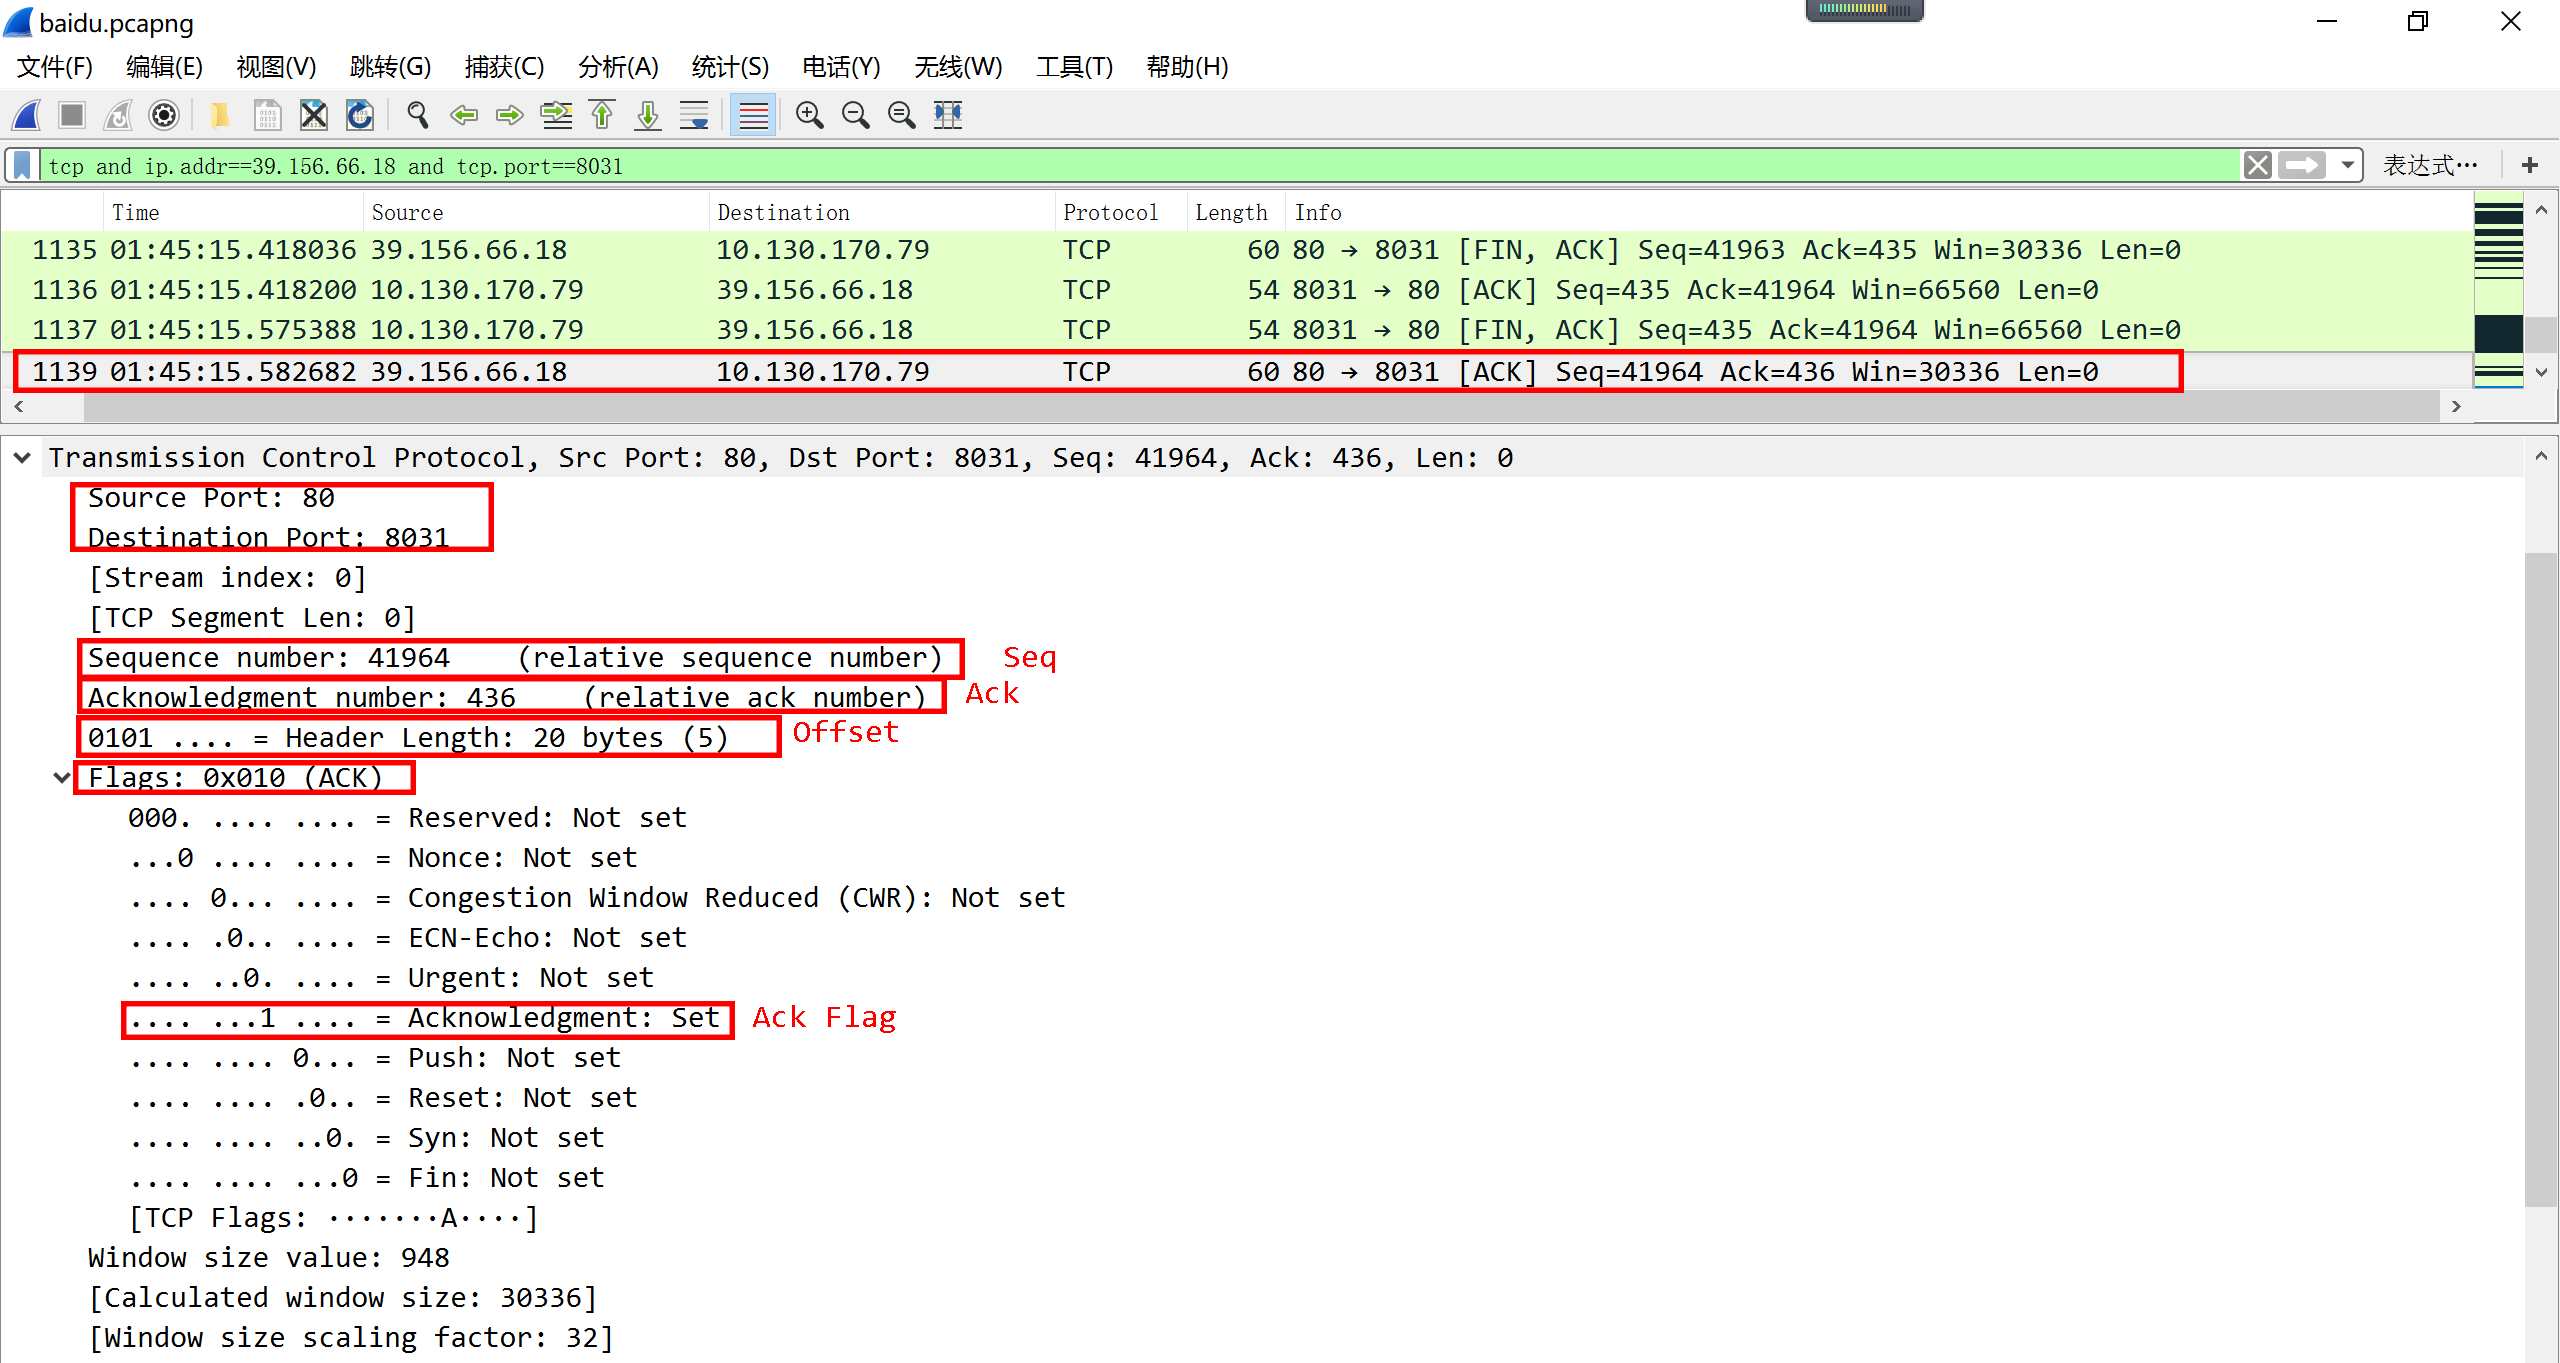 baidu.pcapng
文件(F) 编辑(E) 视图(V) 跳转(G) 捕获(C) 分析(A) 统计(S) 电话(Y) 无线(W) 工具(T) 帮助(H)
tcp and ip.addr==39.156.66.18 and tcp.port==8031 表达式… +
Time Source Destination Protocol Length Info
1135 01:45:15.418036 39.156.66.18 10.130.170.79 TCP 60 80 → 8031 [FIN, ACK] Seq=41963 Ack=435 Win=30336 Len=0
1136 01:45:15.418200 10.130.170.79 39.156.66.18 TCP 54 8031 → 80 [ACK] Seq=435 Ack=41964 Win=66560 Len=0
1137 01:45:15.575388 10.130.170.79 39.156.66.18 TCP 54 8031 → 80 [FIN, ACK] Seq=435 Ack=41964 Win=66560 Len=0
1139 01:45:15.582682 39.156.66.18 10.130.170.79 TCP 60 80 → 8031 [ACK] Seq=41964 Ack=436 Win=30336 Len=0
Transmission Control Protocol, Src Port: 80, Dst Port: 8031, Seq: 41964, Ack: 436, Len: 0
Source Port: 80
Destination Port: 8031
[Stream index: 0]
[TCP Segment Len: 0]
Sequence number: 41964 (relative sequence number) Seq
Acknowledgment number: 436 (relative ack number) Ack
0101 .... = Header Length: 20 bytes (5) Offset
Flags: 0x010 (ACK)
000. .... .... = Reserved: Not set
...0 .... .... = Nonce: Not set
.... 0... .... = Congestion Window Reduced (CWR): Not set
.... .0.. .... = ECN-Echo: Not set
.... ..0. .... = Urgent: Not set
.... ...1 .... = Acknowledgment: Set Ack Flag
.... .... 0... = Push: Not set
.... .... .0.. = Reset: Not set
.... .... ..0. = Syn: Not set
.... .... ...0 = Fin: Not set
[TCP Flags: ·······A····]
Window size value: 948
[Calculated window size: 30336]
[Window size scaling factor: 32]